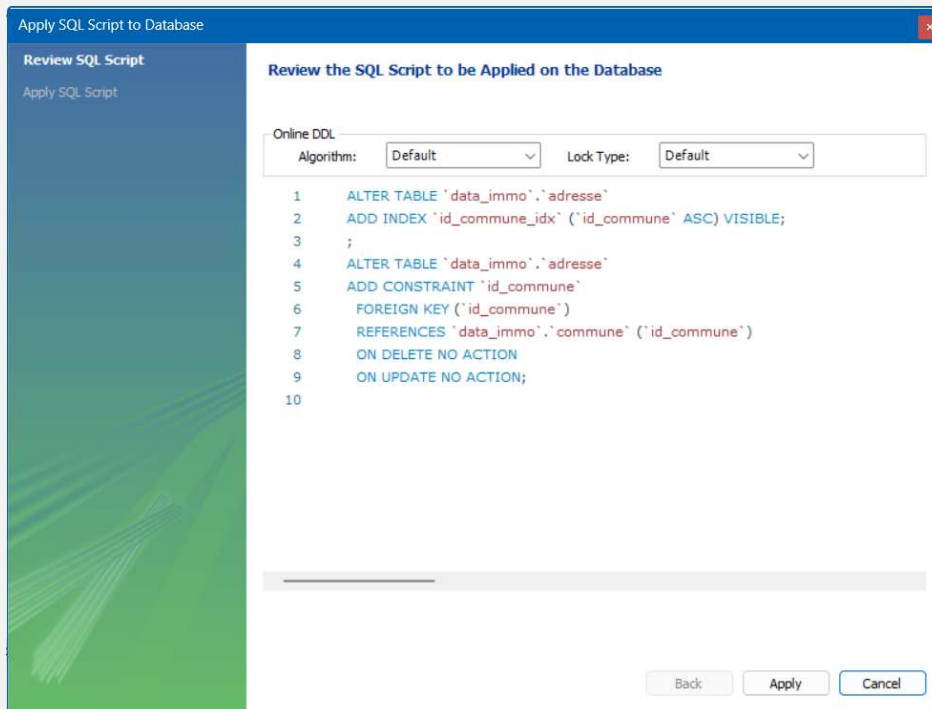 Apply SQL Script to Database
Review SQL Script
Apply SQL Script
Review the SQL Script to be Applied on the Database
Online DDL
Algorithm: Default Lock Type: Default
1 ALTER TABLE `data_immo`.`adresse`
2 ADD INDEX `id_commune_idx` (`id_commune` ASC) VISIBLE;
3 ;
4 ALTER TABLE `data_immo`.`adresse`
5 ADD CONSTRAINT `id_commune`
6 FOREIGN KEY (`id_commune`)
7 REFERENCES `data_immo`.`commune` (`id_commune`)
8 ON DELETE NO ACTION
9 ON UPDATE NO ACTION;
10
Back Apply Cancel